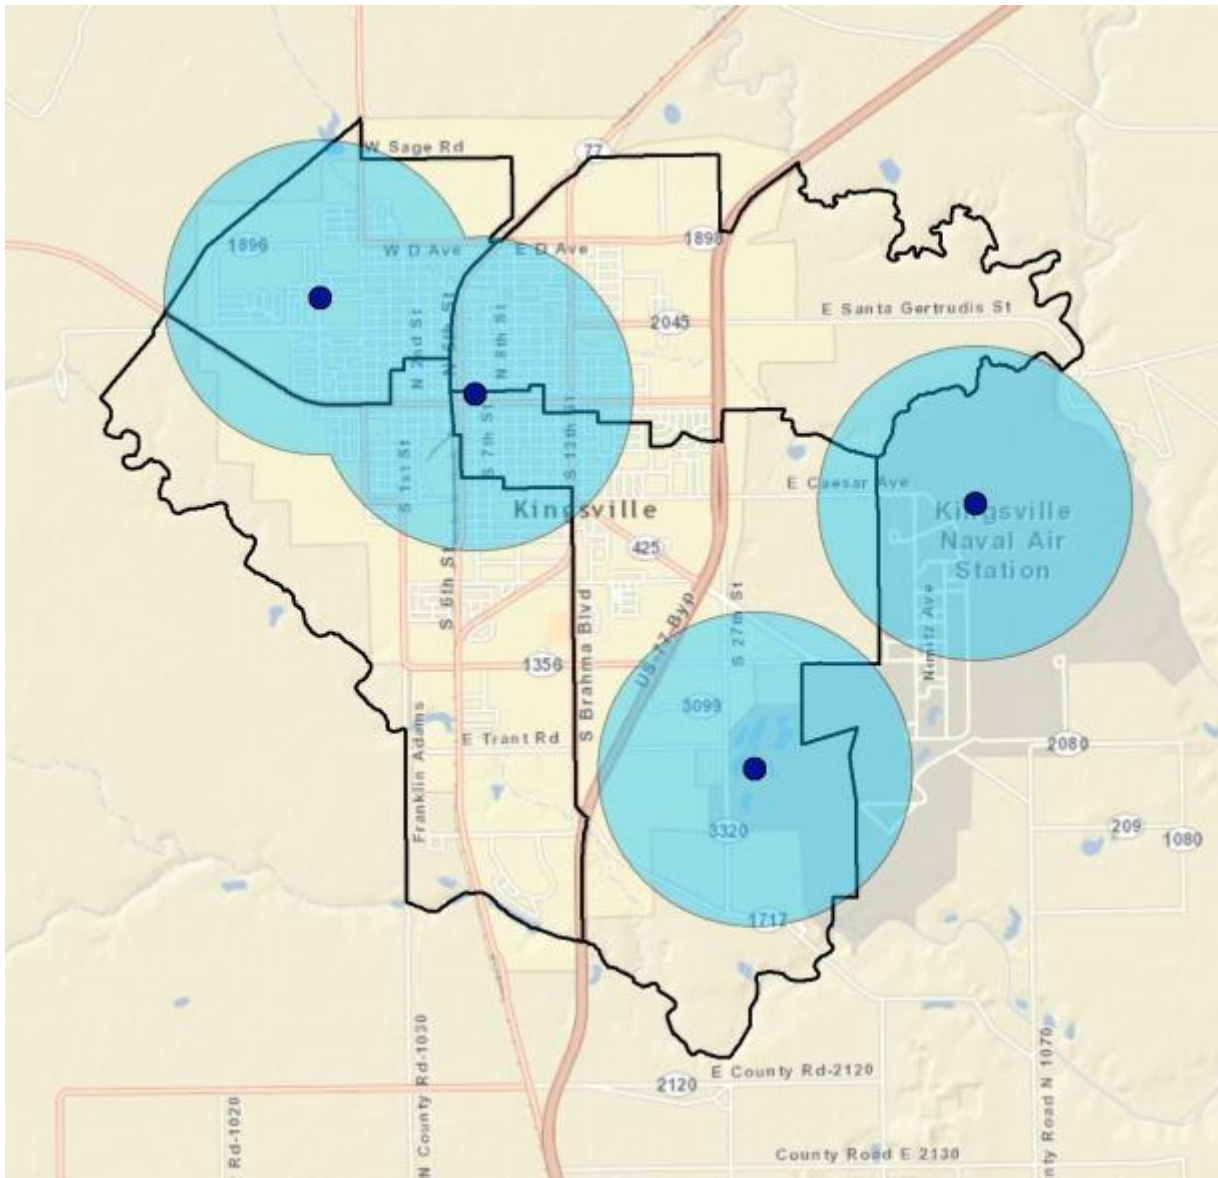 W Sage Rd
77
1896
W D Ave
E D Ave
1898
E Santa Gertrudis St
2045
N 2nd St
N 6th St
N 8th St
S 1st St
S 7th St
S 13th St
E Caesar Ave
Kingsville
Kingsville
Naval Air
Station
425
S 6th St
S Brahma Blvd
US-77 Byp
S 27th St
Nimitz Ave
1356
3099
Franklin Adams
E Trant Rd
2080
3320
209
1080
1717
N County Rd-1030
E County Rd-2120
2120
Rd-1020
County Road E 2130
nty Road N 1070